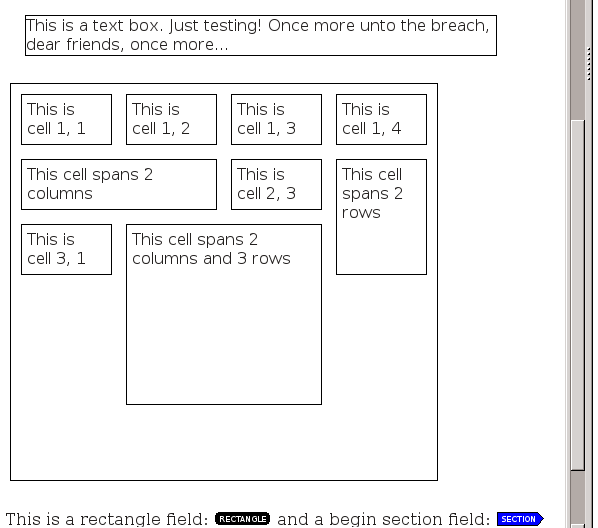 This is a text box. Just testing! Once more unto the breach,
dear friends, once more...
This is
cell 1, 1
This is
cell 1, 2
This is
cell 1, 3
This is
cell 1, 4
This cell spans 2
columns
This is
cell 2, 3
This cell
spans 2
rows
This is
cell 3, 1
This cell spans 2
columns and 3 rows
This is a rectangle field: RECTANGLE and a begin section field: SECTION